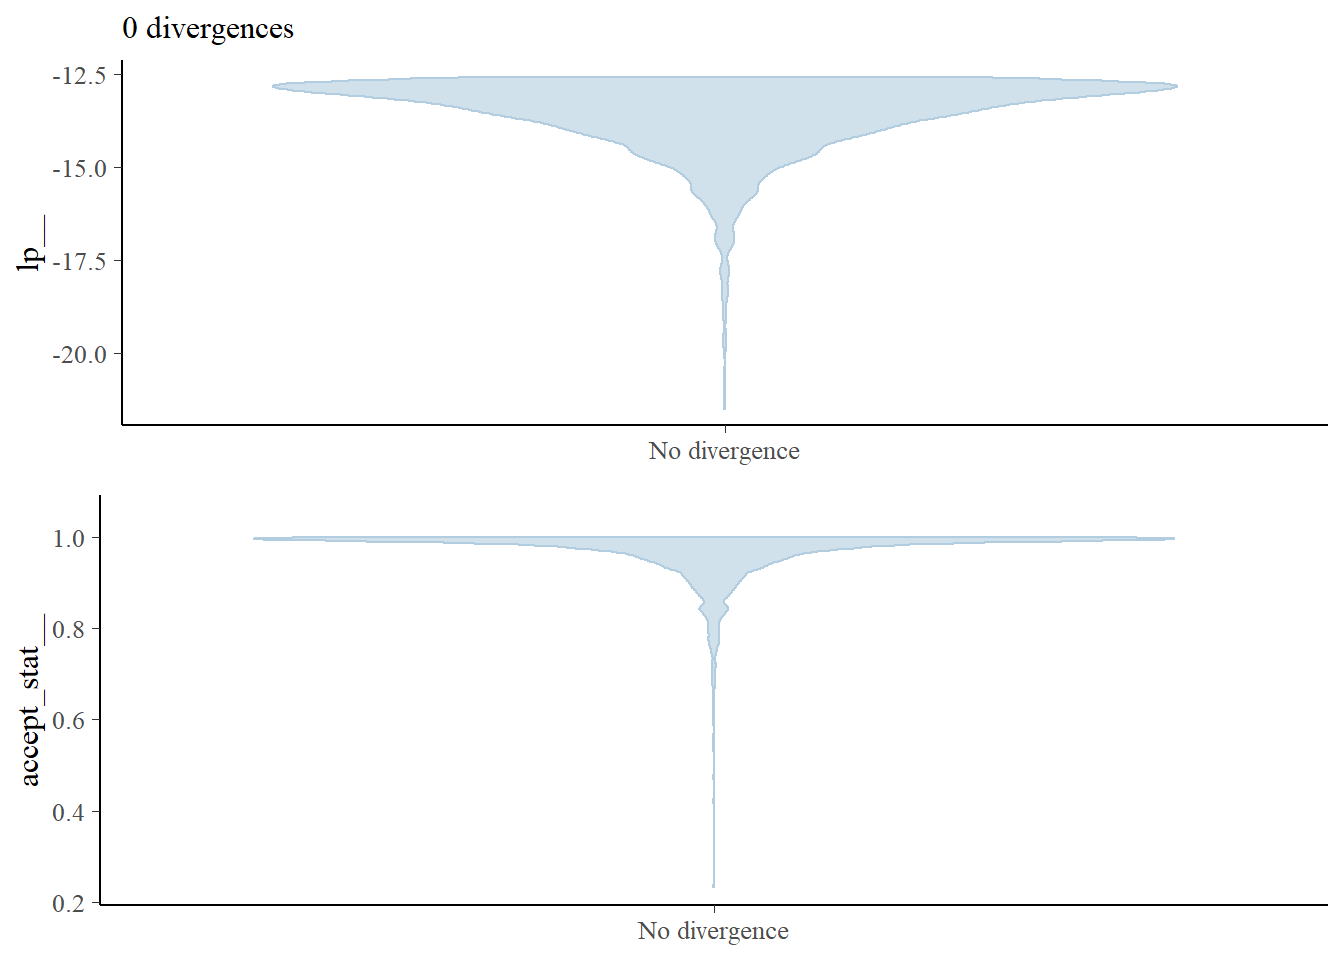 0 divergences
lp__
-12.5
-15.0
-17.5
-20.0
No divergence
accept_stat__
1.0
0.8
0.6
0.4
0.2
No divergence